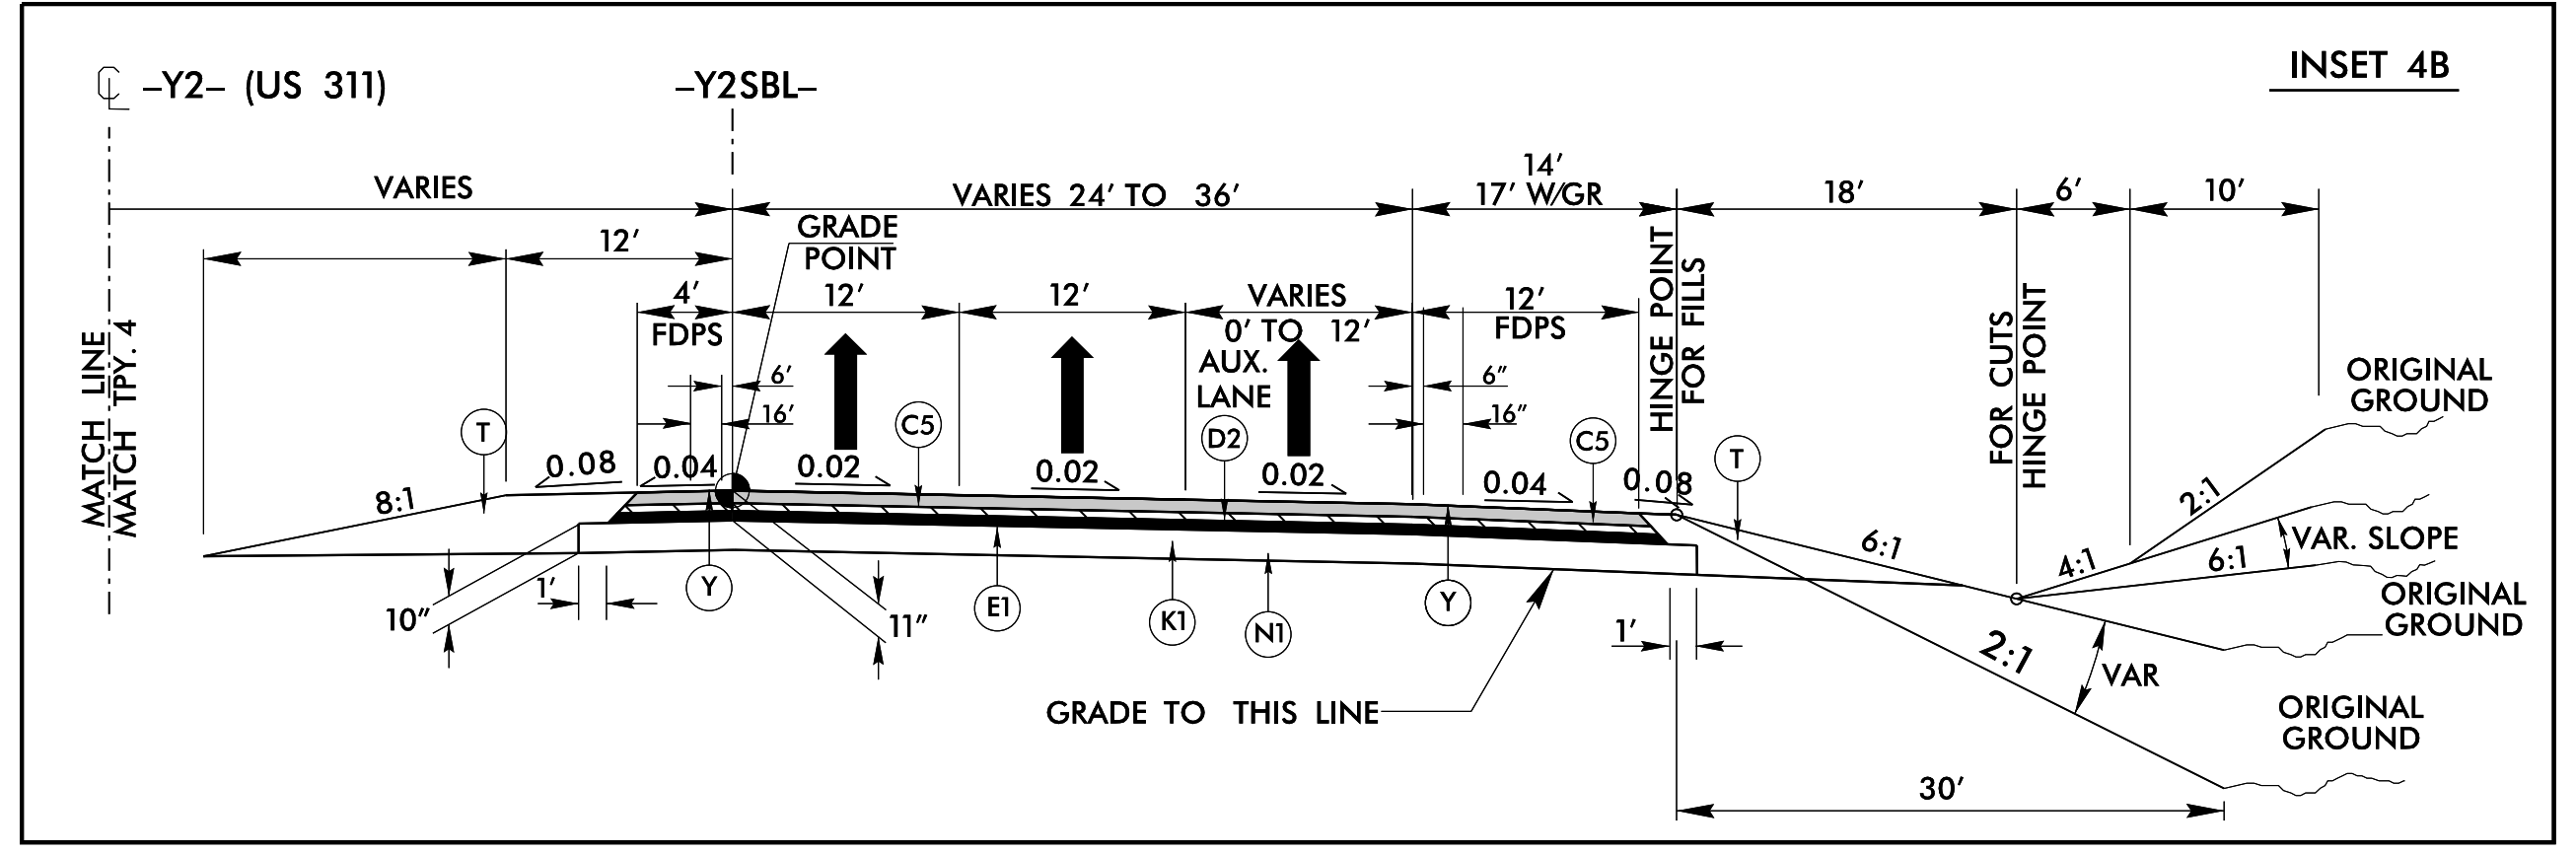 INSET 4B
℄ –Y2– (US 311)
–Y2SBL–
VARIES
VARIES 24' TO 36'
14'
17' W/GR
18'
6'
10'
12'
GRADE
POINT
4'
FDPS
12'
12'
VARIES
0' TO 12'
AUX.
LANE
12'
FDPS
HINGE POINT
FOR FILLS
FOR CUTS
HINGE POINT
MATCH LINE
MATCH TPY. 4
6'
16'
6"
16"
T
C5
D2
C5
T
ORIGINAL
GROUND
8:1
0.08
0.04
0.02
0.02
0.02
0.04
0.08
6:1
2:1
4:1
6:1
VAR. SLOPE
ORIGINAL
GROUND
10"
1'
Y
11"
E1
K1
N1
Y
1'
2:1
VAR
GRADE TO THIS LINE
ORIGINAL
GROUND
30'